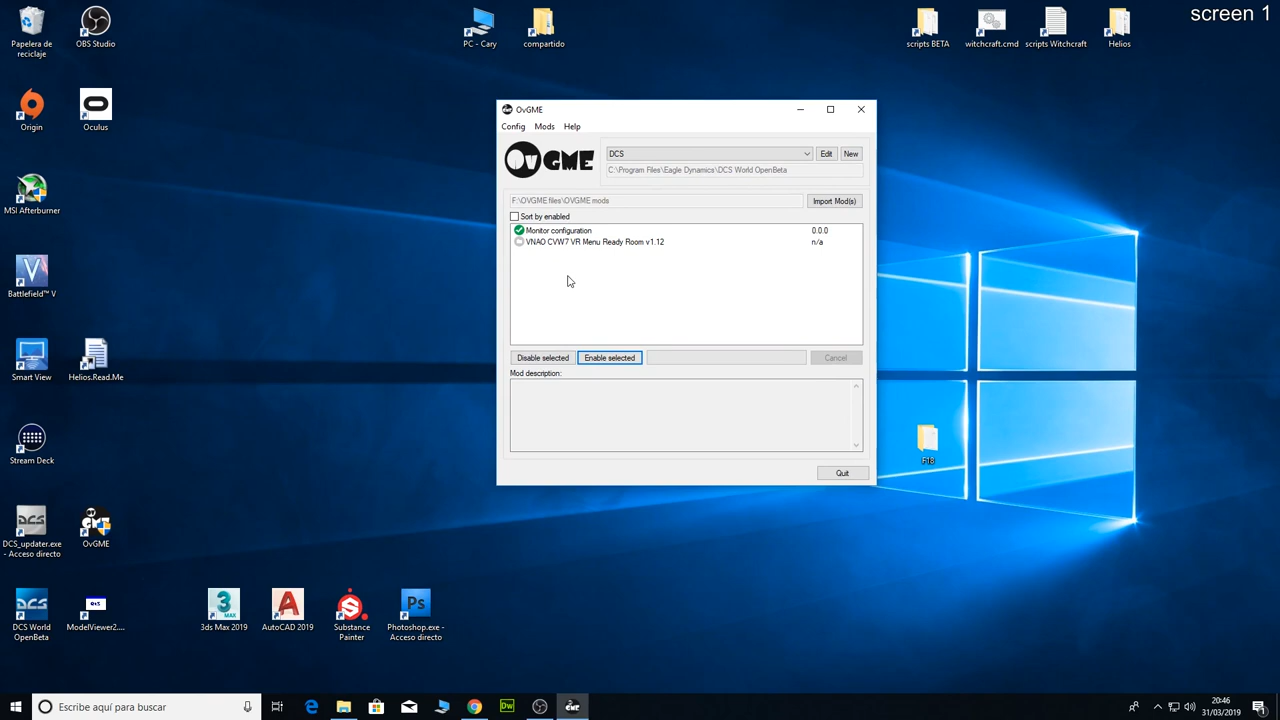 screen 1
Papelera de
reciclaje
OBS Studio
PC - Cary
compartido
scripts BETA
witchcraft.cmd
scripts Witchcraft
Helios
Origin
Oculus
MSI Afterburner
Battlefield™ V
Smart View
Helios.Read.Me
Stream Deck
DCS_updater.exe
- Acceso directo
OvGME
DCS World
OpenBeta
ModelViewer2....
3ds Max 2019
AutoCAD 2019
Substance
Painter
Photoshop.exe -
Acceso directo
F18
OvGME
Config Mods Help
OvGME
DCS
Edit
New
C:\Program Files\Eagle Dynamics\DCS World OpenBeta
F:\OVGME files\OVGME mods
Import Mod(s)
Sort by enabled
Monitor configuration 0.0.0
VNAO CVW7 VR Menu Ready Room v1.12 n/a
Disable selected
Enable selected
Cancel
Mod description:
Quit
Escribe aquí para buscar
20:46
31/03/2019